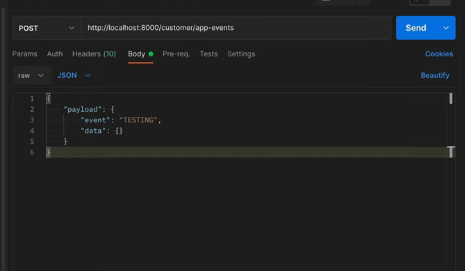 POST http://localhost:8000/customer/app-events Send
Params Auth Headers (10) Body Pre-req. Tests Settings Cookies
raw JSON Beautify
1 {
2 "payload": {
3 "event": "TESTING",
4 "data": {}
5 }
6 }